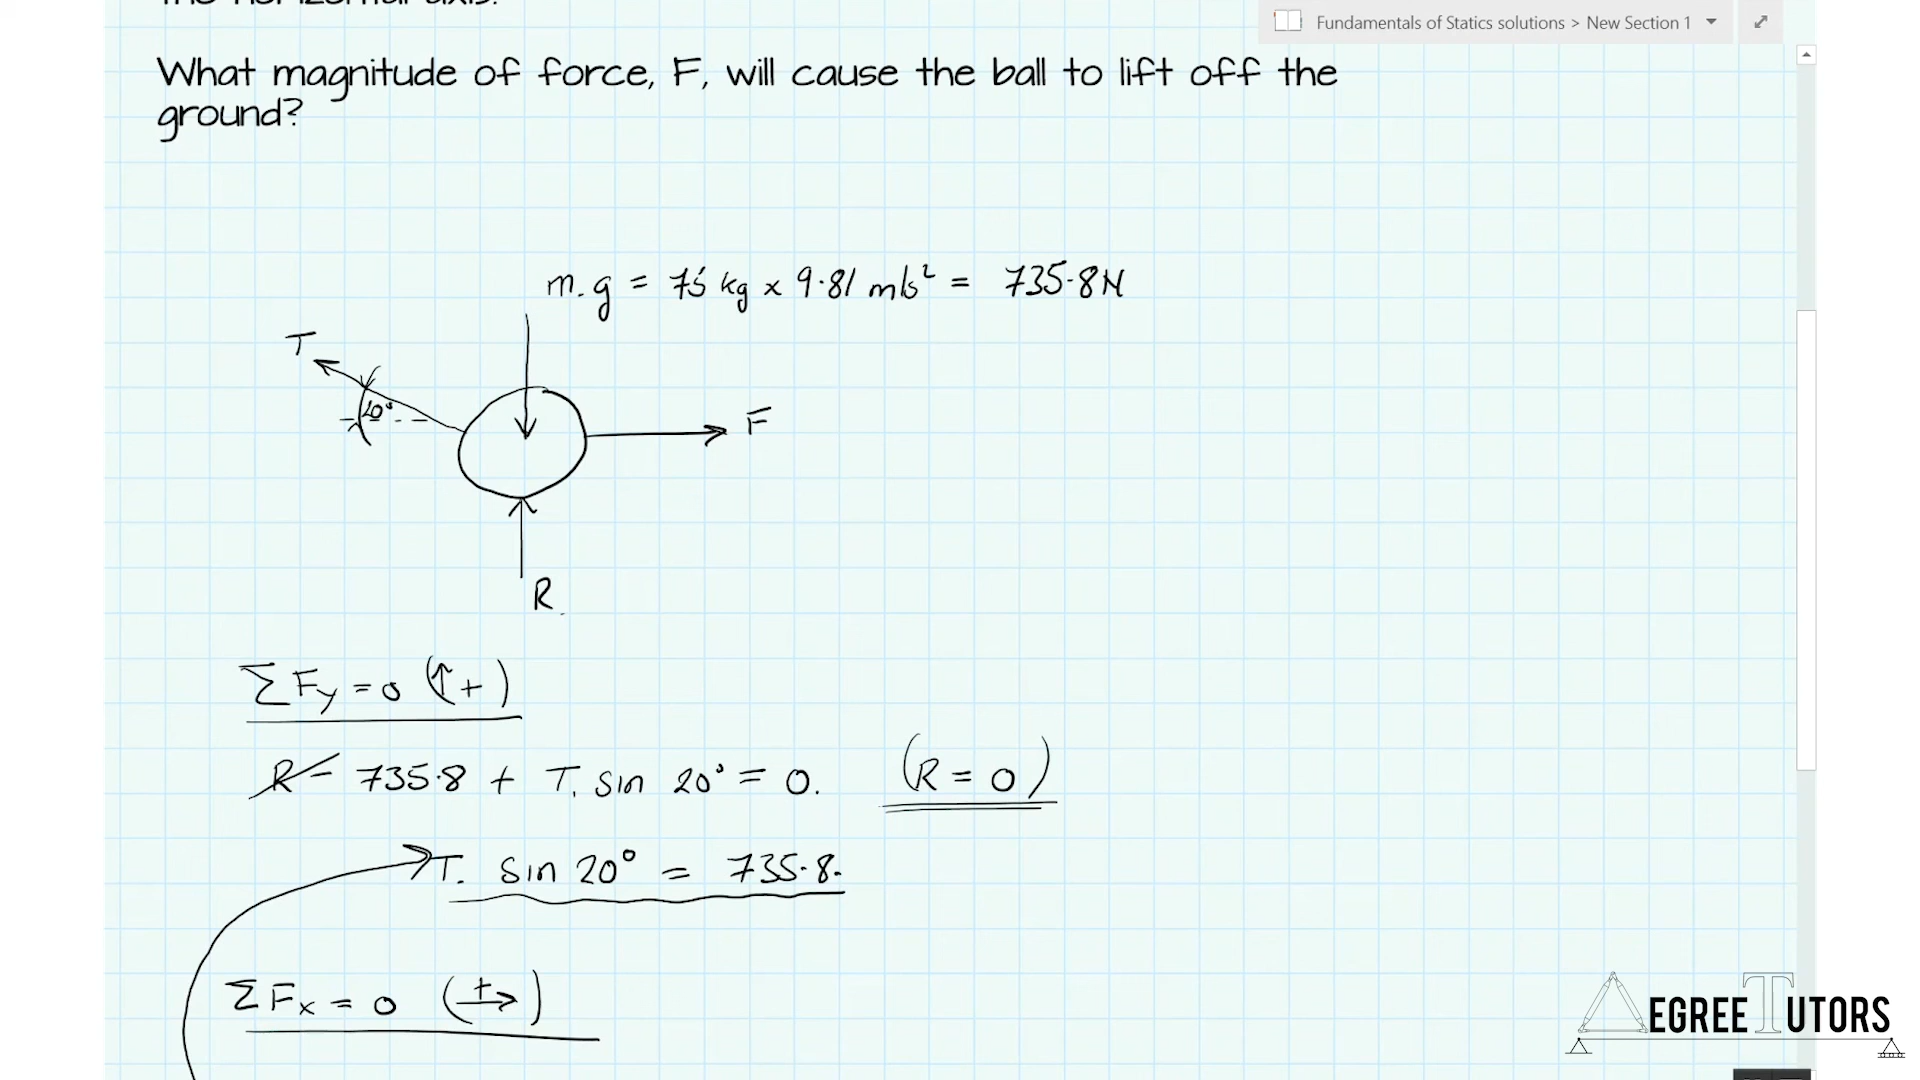 Fundamentals of Statics solutions > New Section 1
What magnitude of force, F, will cause the ball to lift off the
ground?
m.g = 75 kg x 9.81 m/s² = 735.8N
T
20°
F
R
ΣFy = 0 (↑+)
R - 735.8 + T. sin 20° = 0. (R = 0)
T. sin 20° = 735.8.
ΣFx = 0 (+→)
DEGREE TUTORS